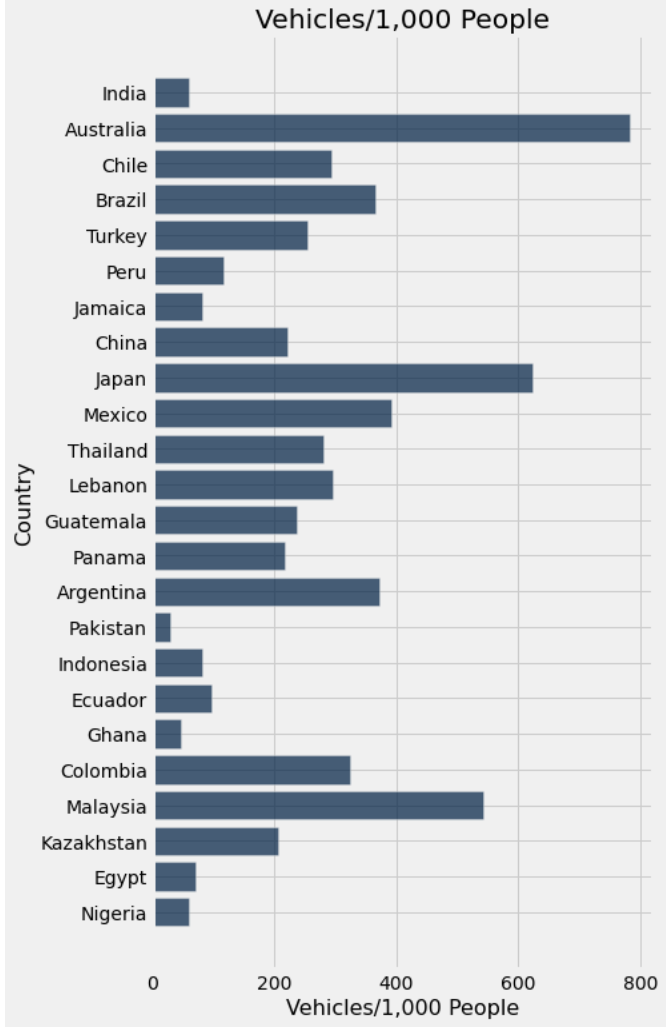 Vehicles/1,000 People
India
Australia
Chile
Brazil
Turkey
Peru
Jamaica
China
Japan
Mexico
Thailand
Lebanon
Guatemala
Panama
Argentina
Pakistan
Indonesia
Ecuador
Ghana
Colombia
Malaysia
Kazakhstan
Egypt
Nigeria
Country
0 200 400 600 800
Vehicles/1,000 People